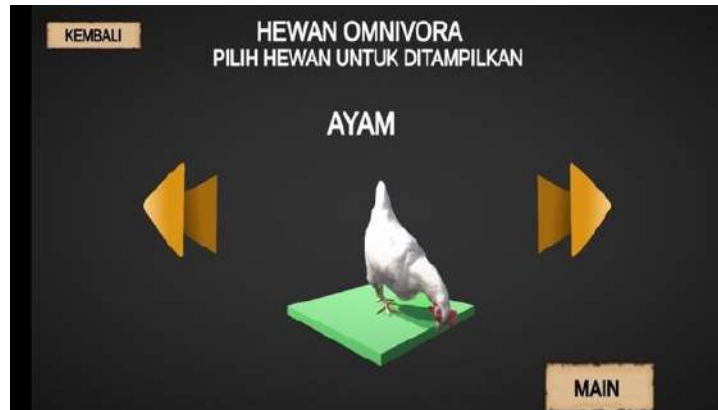 KEMBALI
HEWAN OMNIVORA
PILIH HEWAN UNTUK DITAMPILKAN
AYAM
MAIN